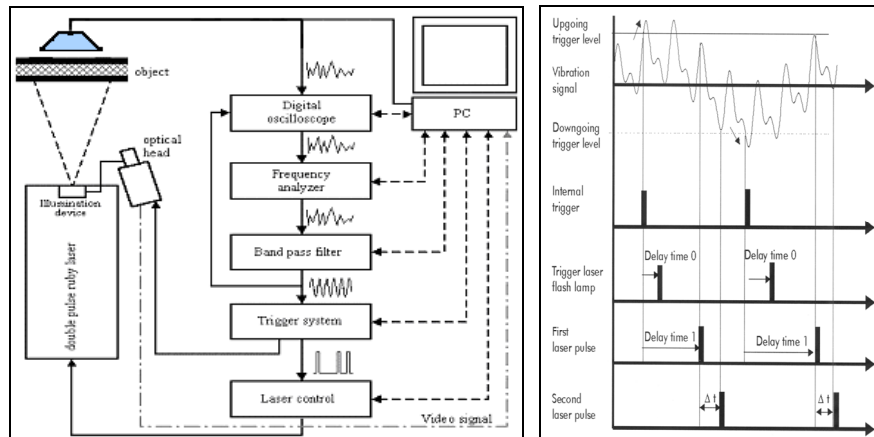 object
optical
head
Illumination
device
double pulse ruby laser
Digital
oscilloscope
PC
Frequency
analyzer
Band pass filter
Trigger system
Laser control
Video signal
Upgoing
trigger level
Vibration
signal
Downgoing
trigger level
Internal
trigger
Trigger laser
flash lamp
Delay time 0
Delay time 0
First
laser pulse
Delay time 1
Delay time 1
Second
laser pulse
Δ t
Δ t